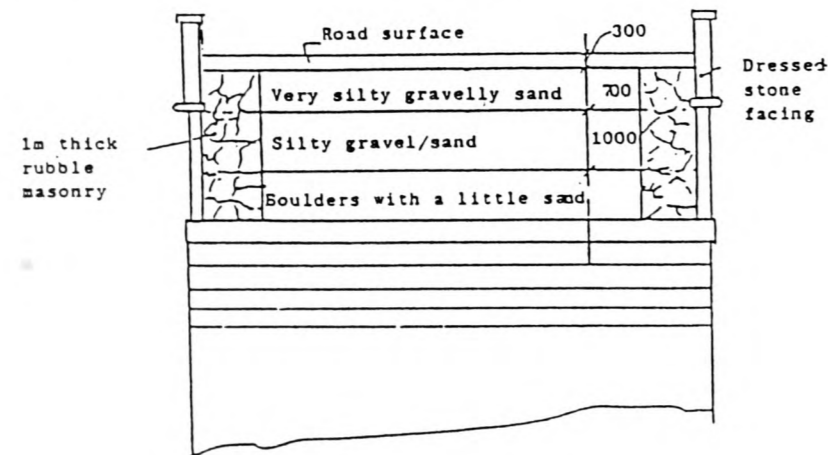 Road surface
300
Dressed
stone
facing
Very silty gravelly sand
700
1m thick
rubble
masonry
Silty gravel/sand
1000
Boulders with a little sand